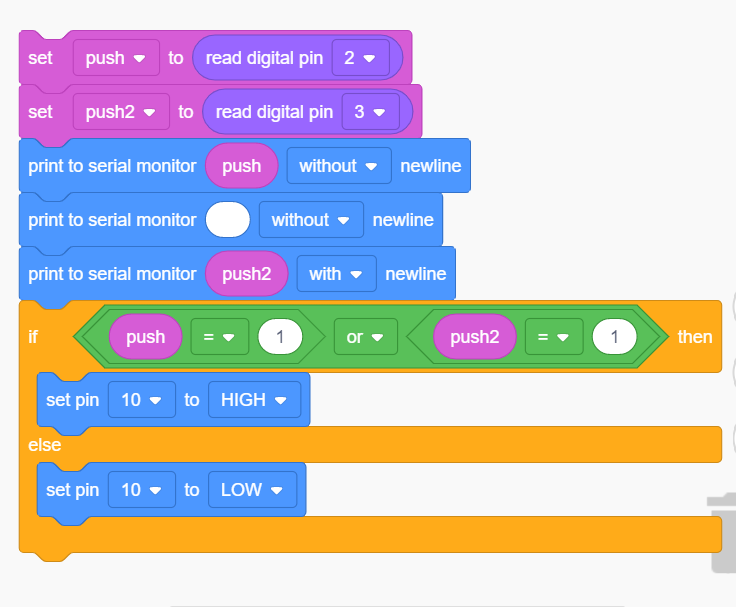 set push to read digital pin 2
set push2 to read digital pin 3
print to serial monitor push without newline
print to serial monitor without newline
print to serial monitor push2 with newline
if push = 1 or push2 = 1 then
set pin 10 to HIGH
else
set pin 10 to LOW